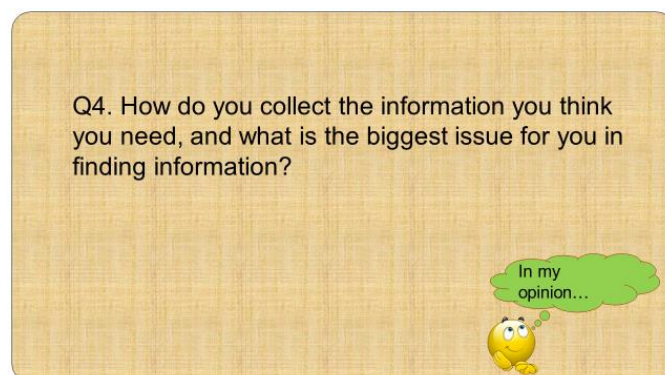 Q4. How do you collect the information you think
you need, and what is the biggest issue for you in
finding information?
In my
opinion…